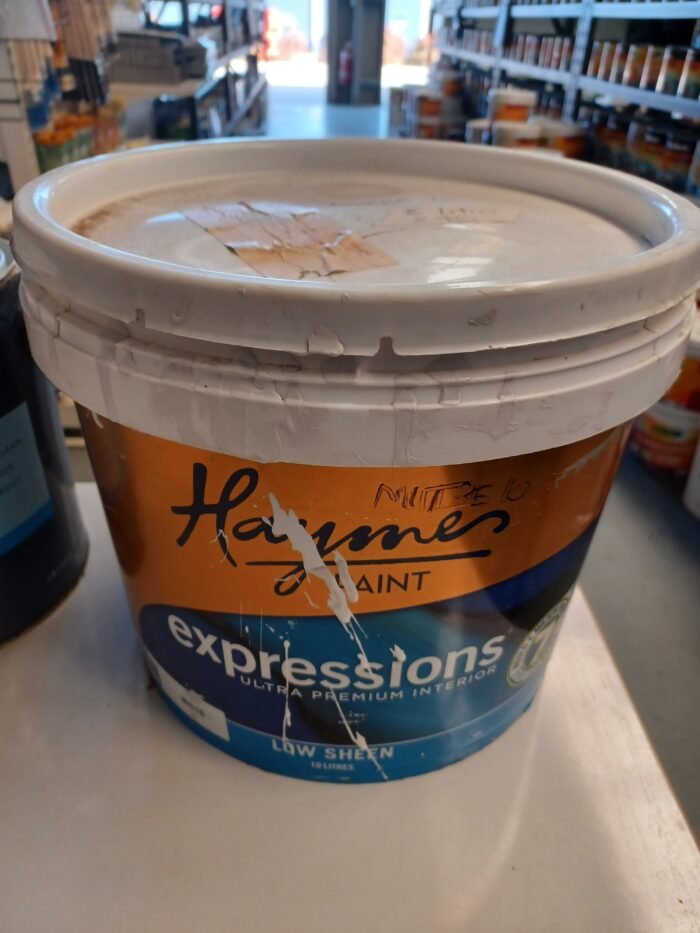 MITRE 10
Haymes
PAINT
expressions
ULTRA PREMIUM INTERIOR
LOW SHEEN
10 LITRES